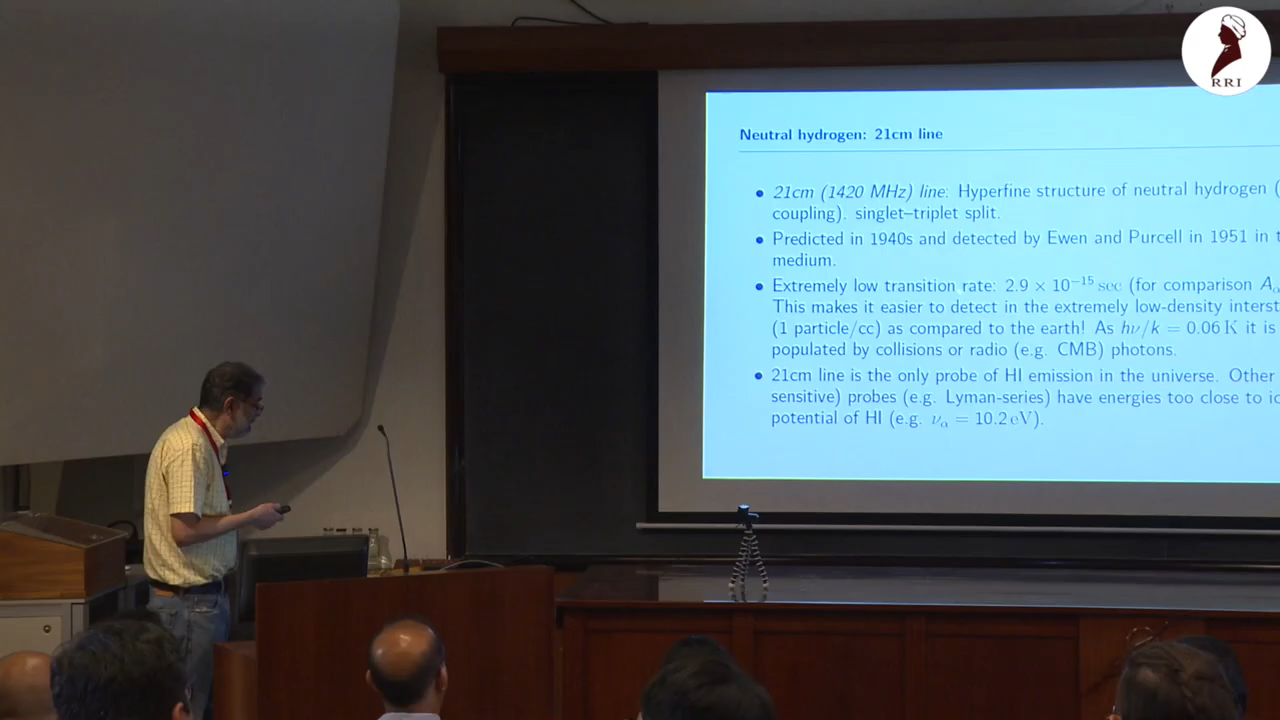 RRI
Neutral hydrogen: 21cm line
• 21cm (1420 MHz) line: Hyperfine structure of neutral hydrogen (
coupling). singlet–triplet split.
• Predicted in 1940s and detected by Ewen and Purcell in 1951 in t
medium.
• Extremely low transition rate: 2.9 × 10⁻¹⁵ sec (for comparison Aα
This makes it easier to detect in the extremely low-density interst
(1 particle/cc) as compared to the earth! As hν/k = 0.06 K it is
populated by collisions or radio (e.g. CMB) photons.
• 21cm line is the only probe of HI emission in the universe. Other
sensitive) probes (e.g. Lyman-series) have energies too close to io
potential of HI (e.g. να = 10.2 eV).